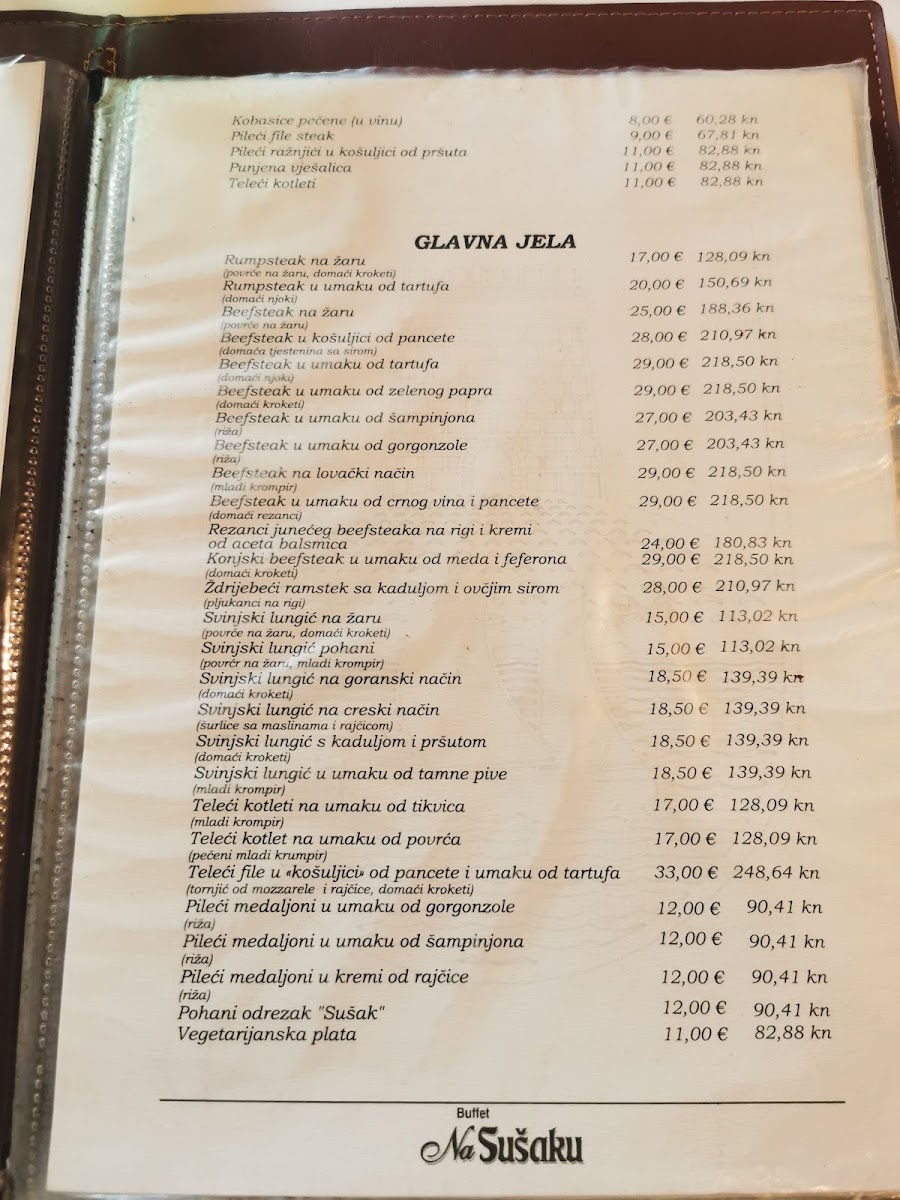 Kobasice pečene (u vinu) 8,00 € 60,28 kn
Pileći file steak 9,00 € 67,81 kn
Pileći ražnjići u košuljici od pršuta 11,00 € 82,88 kn
Punjena vješalica 11,00 € 82,88 kn
Teleći kotleti 11,00 € 82,88 kn
GLAVNA JELA
Rumpsteak na žaru 17,00 € 128,09 kn
(povrće na žaru, domaći kroketi)
Rumpsteak u umaku od tartufa 20,00 € 150,69 kn
(domaći njoki)
Beefsteak na žaru 25,00 € 188,36 kn
(povrće na žaru)
Beefsteak u košuljici od pancete 28,00 € 210,97 kn
(domaća tjestenina sa sirom)
Beefsteak u umaku od tartufa 29,00 € 218,50 kn
(domaći njoki)
Beefsteak u umaku od zelenog papra 29,00 € 218,50 kn
(domaći kroketi)
Beefsteak u umaku od šampinjona 27,00 € 203,43 kn
(riža)
Beefsteak u umaku od gorgonzole 27,00 € 203,43 kn
(riža)
Beefsteak na lovački način 29,00 € 218,50 kn
(mladi krompir)
Beefsteak u umaku od crnog vina i pancete 29,00 € 218,50 kn
(domaći rezanci)
Rezanci junećeg beefsteaka na rigi i kremi
od aceta balsmica 24,00 € 180,83 kn
Konjski beefsteak u umaku od meda i feferona 29,00 € 218,50 kn
(domaći kroketi)
Ždrijebeći ramstek sa kaduljom i ovčjim sirom 28,00 € 210,97 kn
(pljukanci na rigi)
Svinjski lungić na žaru 15,00 € 113,02 kn
(povrće na žaru, domaći kroketi)
Svinjski lungić pohani 15,00 € 113,02 kn
(povrćr na žaru, mladi krompir)
Svinjski lungić na goranski način 18,50 € 139,39 kn
(domaći kroketi)
Svinjski lungić na creski način 18,50 € 139,39 kn
(šurlice sa maslinama i rajčicom)
Svinjski lungić s kaduljom i pršutom 18,50 € 139,39 kn
(domaći kroketi)
Svinjski lungić u umaku od tamne pive 18,50 € 139,39 kn
(mladi krompir)
Teleći kotleti na umaku od tikvica 17,00 € 128,09 kn
(mladi krompir)
Teleći kotlet na umaku od povrća 17,00 € 128,09 kn
(pečeni mladi krumpir)
Teleći file u «košuljici» od pancete i umaku od tartufa 33,00 € 248,64 kn
(tornjić od mozzarele i rajčice, domaći kroketi)
Pileći medaljoni u umaku od gorgonzole 12,00 € 90,41 kn
(riža)
Pileći medaljoni u umaku od šampinjona 12,00 € 90,41 kn
(riža)
Pileći medaljoni u kremi od rajčice 12,00 € 90,41 kn
(riža)
Pohani odrezak "Sušak" 12,00 € 90,41 kn
Vegetarijanska plata 11,00 € 82,88 kn
Buffet
Na Sušaku